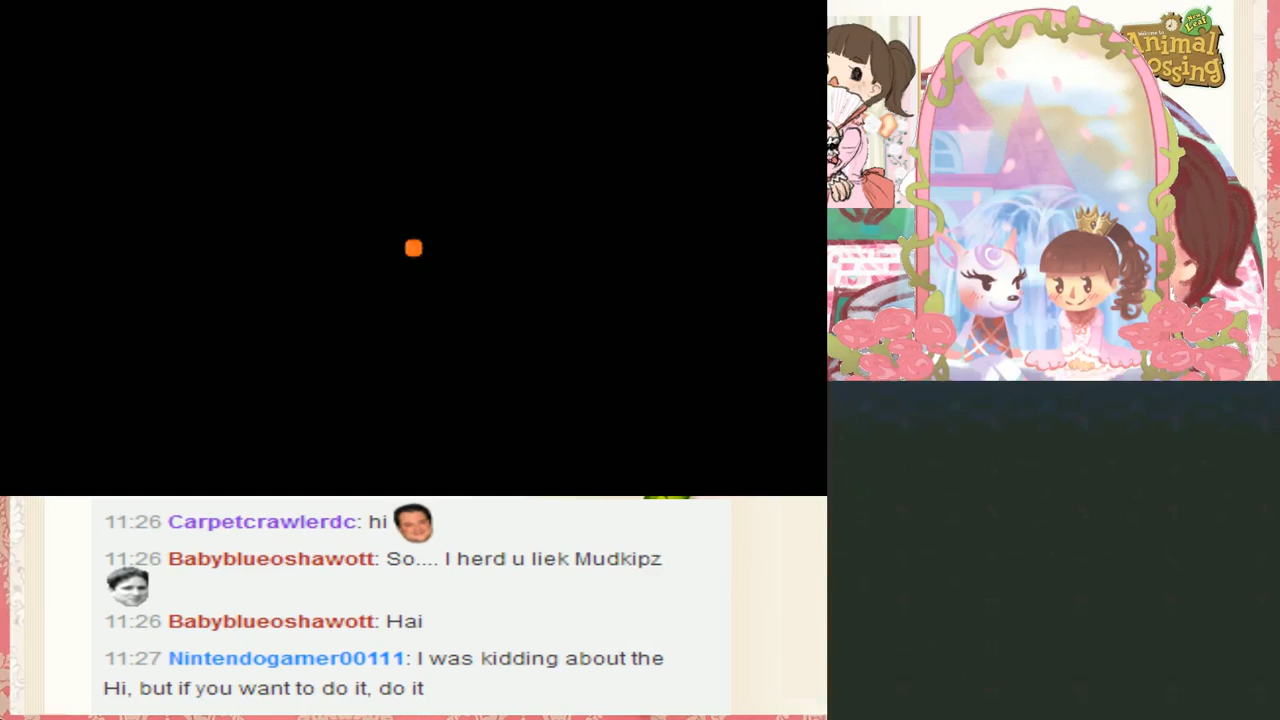 New
Leaf
Welcome to
Animal
Crossing
11:26 Carpetcrawlerdc: hi
11:26 Babyblueoshawott: So.... I herd u liek Mudkipz
11:26 Babyblueoshawott: Hai
11:27 Nintendogamer00111: I was kidding about the
Hi, but if you want to do it, do it